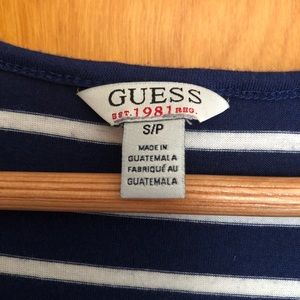 GUESS
EST. 1981 REG.
S/P
MADE IN
GUATEMALA
FABRIQUÉ AU
GUATEMALA